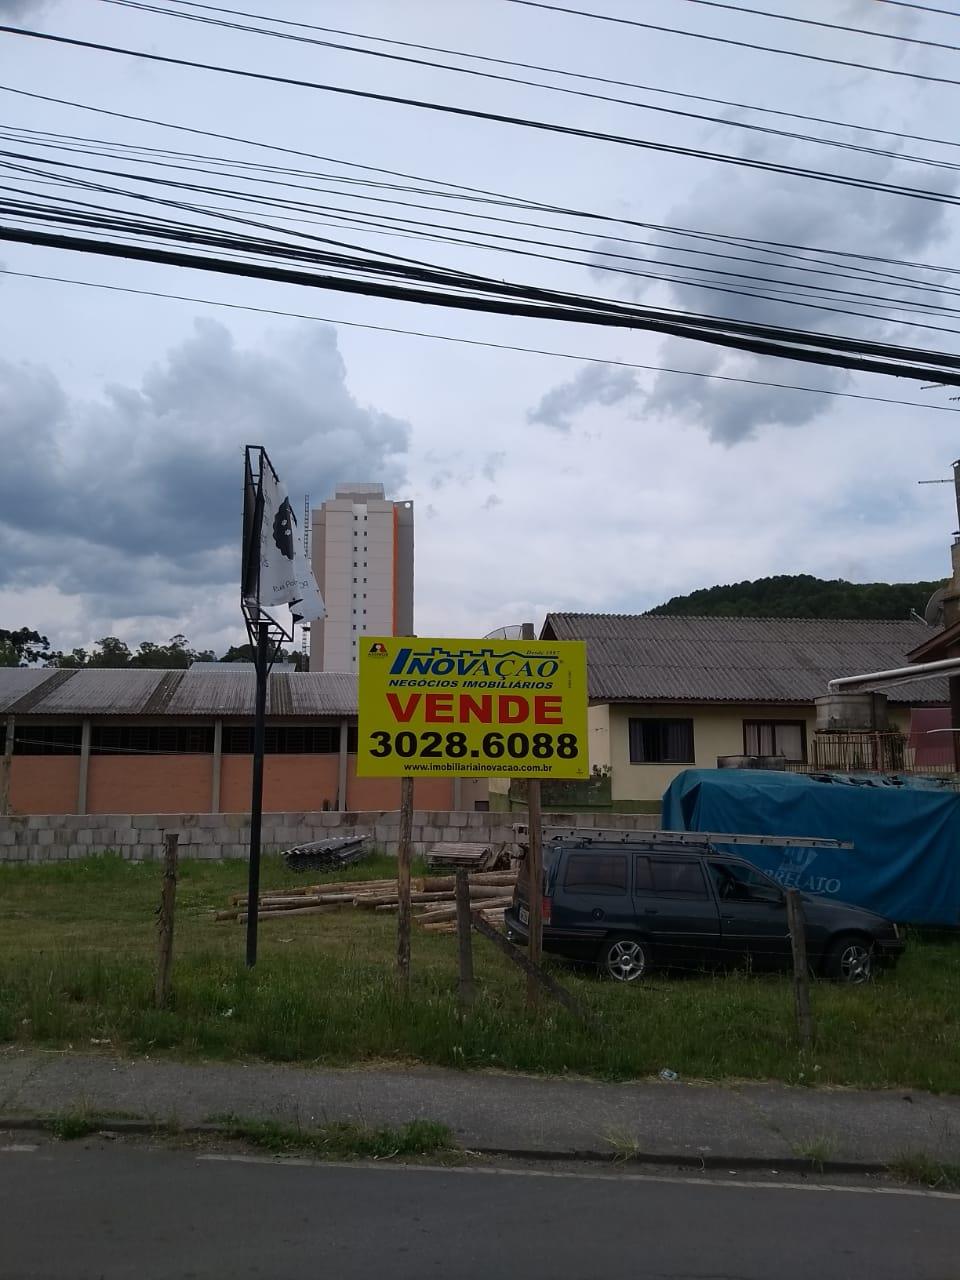 INOVAÇÃO
Desde 1987
NEGÓCIOS IMOBILIÁRIOS
VENDE
3028.6088
www.imobiliariainovacao.com.br